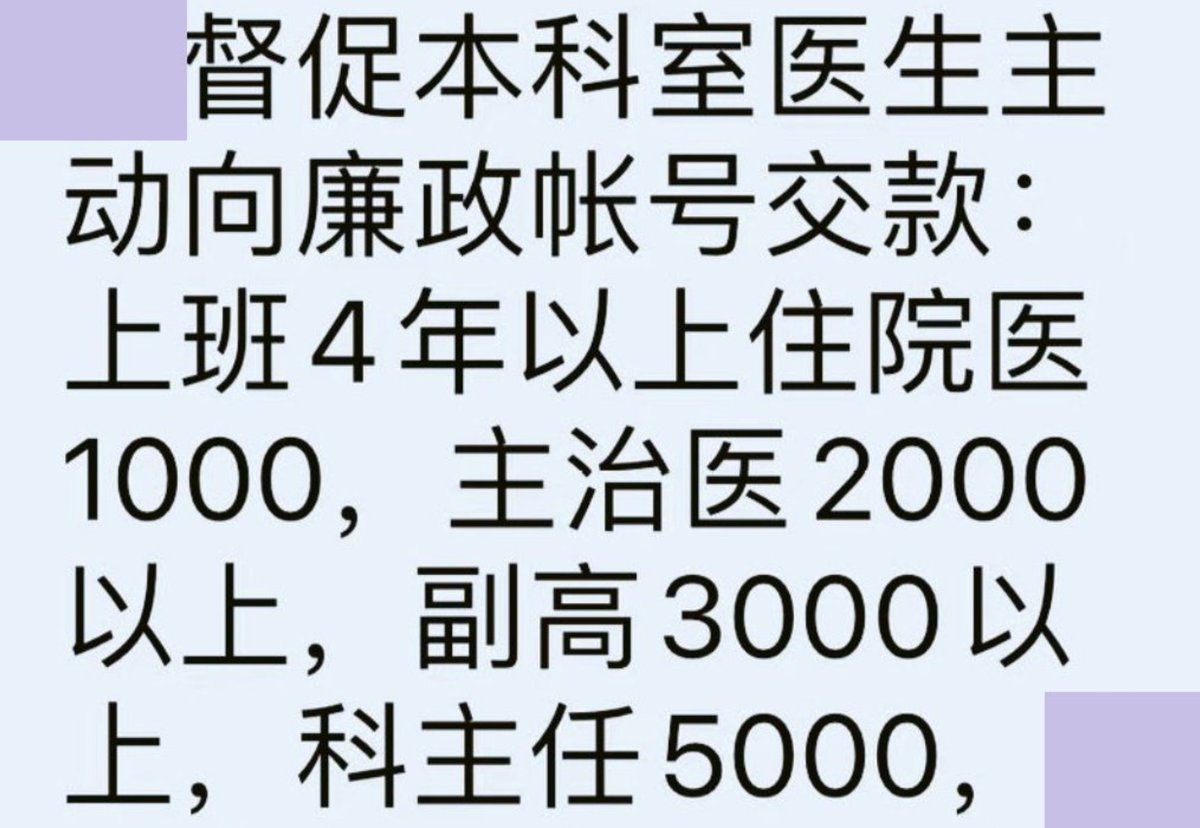 督促本科室医生主
动向廉政帐号交款：
上班4年以上住院医
1000，主治医2000
以上，副高3000以
上，科主任5000，